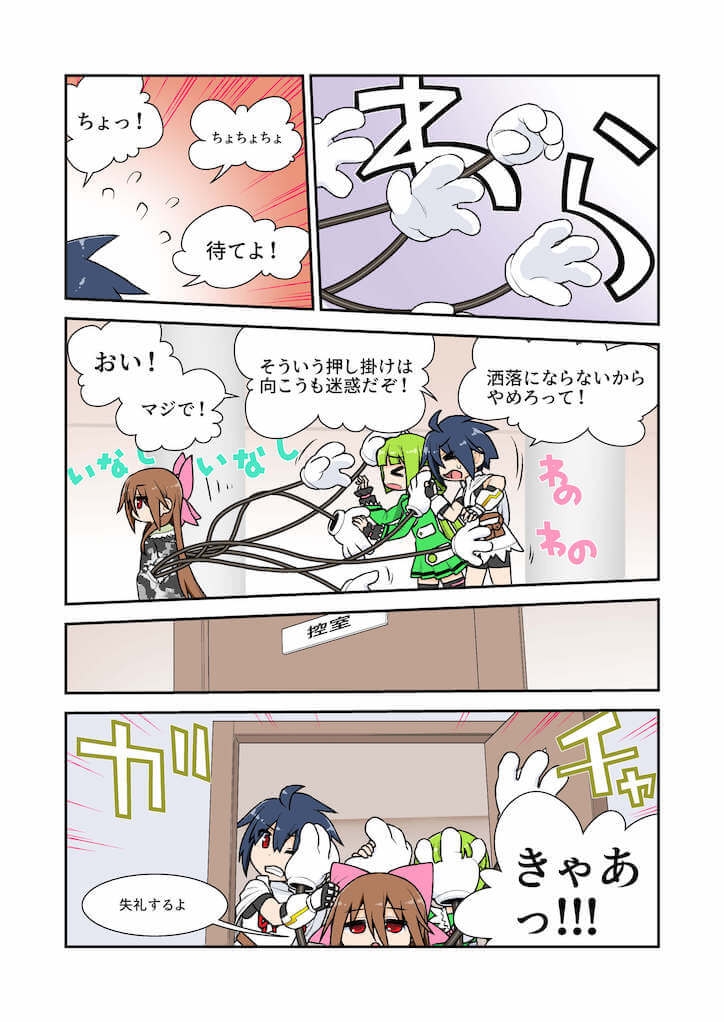 わら
ちょちょちょ
ちょっ!
待てよ!
洒落にならないから
やめろって!
そういう押し掛けは
向こうも迷惑だぞ!
おい!
マジで!
わの
わの
いなし
いなし
控室
ガチャ
きゃあ
っ!!!
失礼するよ